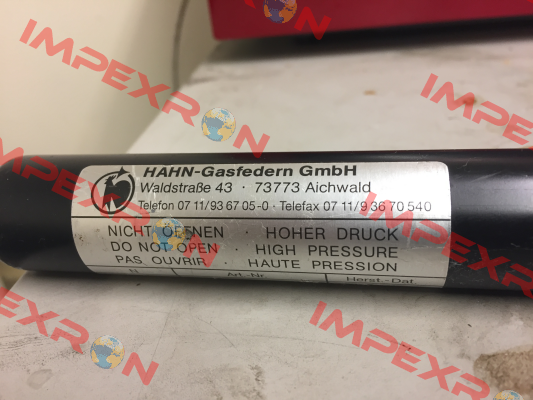 HAHN-Gasfedern GmbH
Waldstraße 43 · 73773 Aichwald
Telefon 07 11/93 67 05-0 · Telefax 07 11/9 36 70 540
NICHT ÖFFNEN · HOHER DRUCK
DO NOT OPEN · HIGH PRESSURE
PAS OUVRIR · HAUTE PRESSION
N Art.-Nr Herst.-Dat
IMPEXRON
IMPEXRON
IMPEXRON
IMPEXRON
IMPEXRON